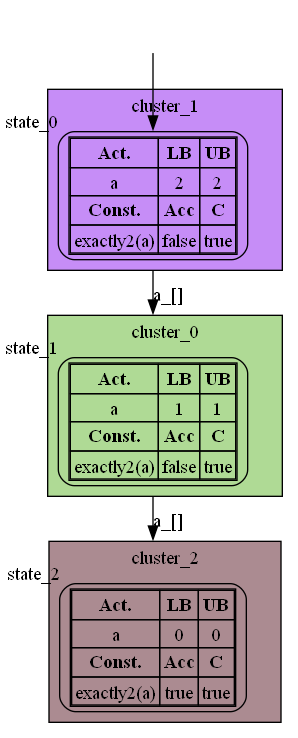 cluster_1
state_0
Act. LB UB
a 2 2
Const. Acc C
exactly2(a) false true
a_[]
cluster_0
state_1
Act. LB UB
a 1 1
Const. Acc C
exactly2(a) false true
a_[]
cluster_2
state_2
Act. LB UB
a 0 0
Const. Acc C
exactly2(a) true true